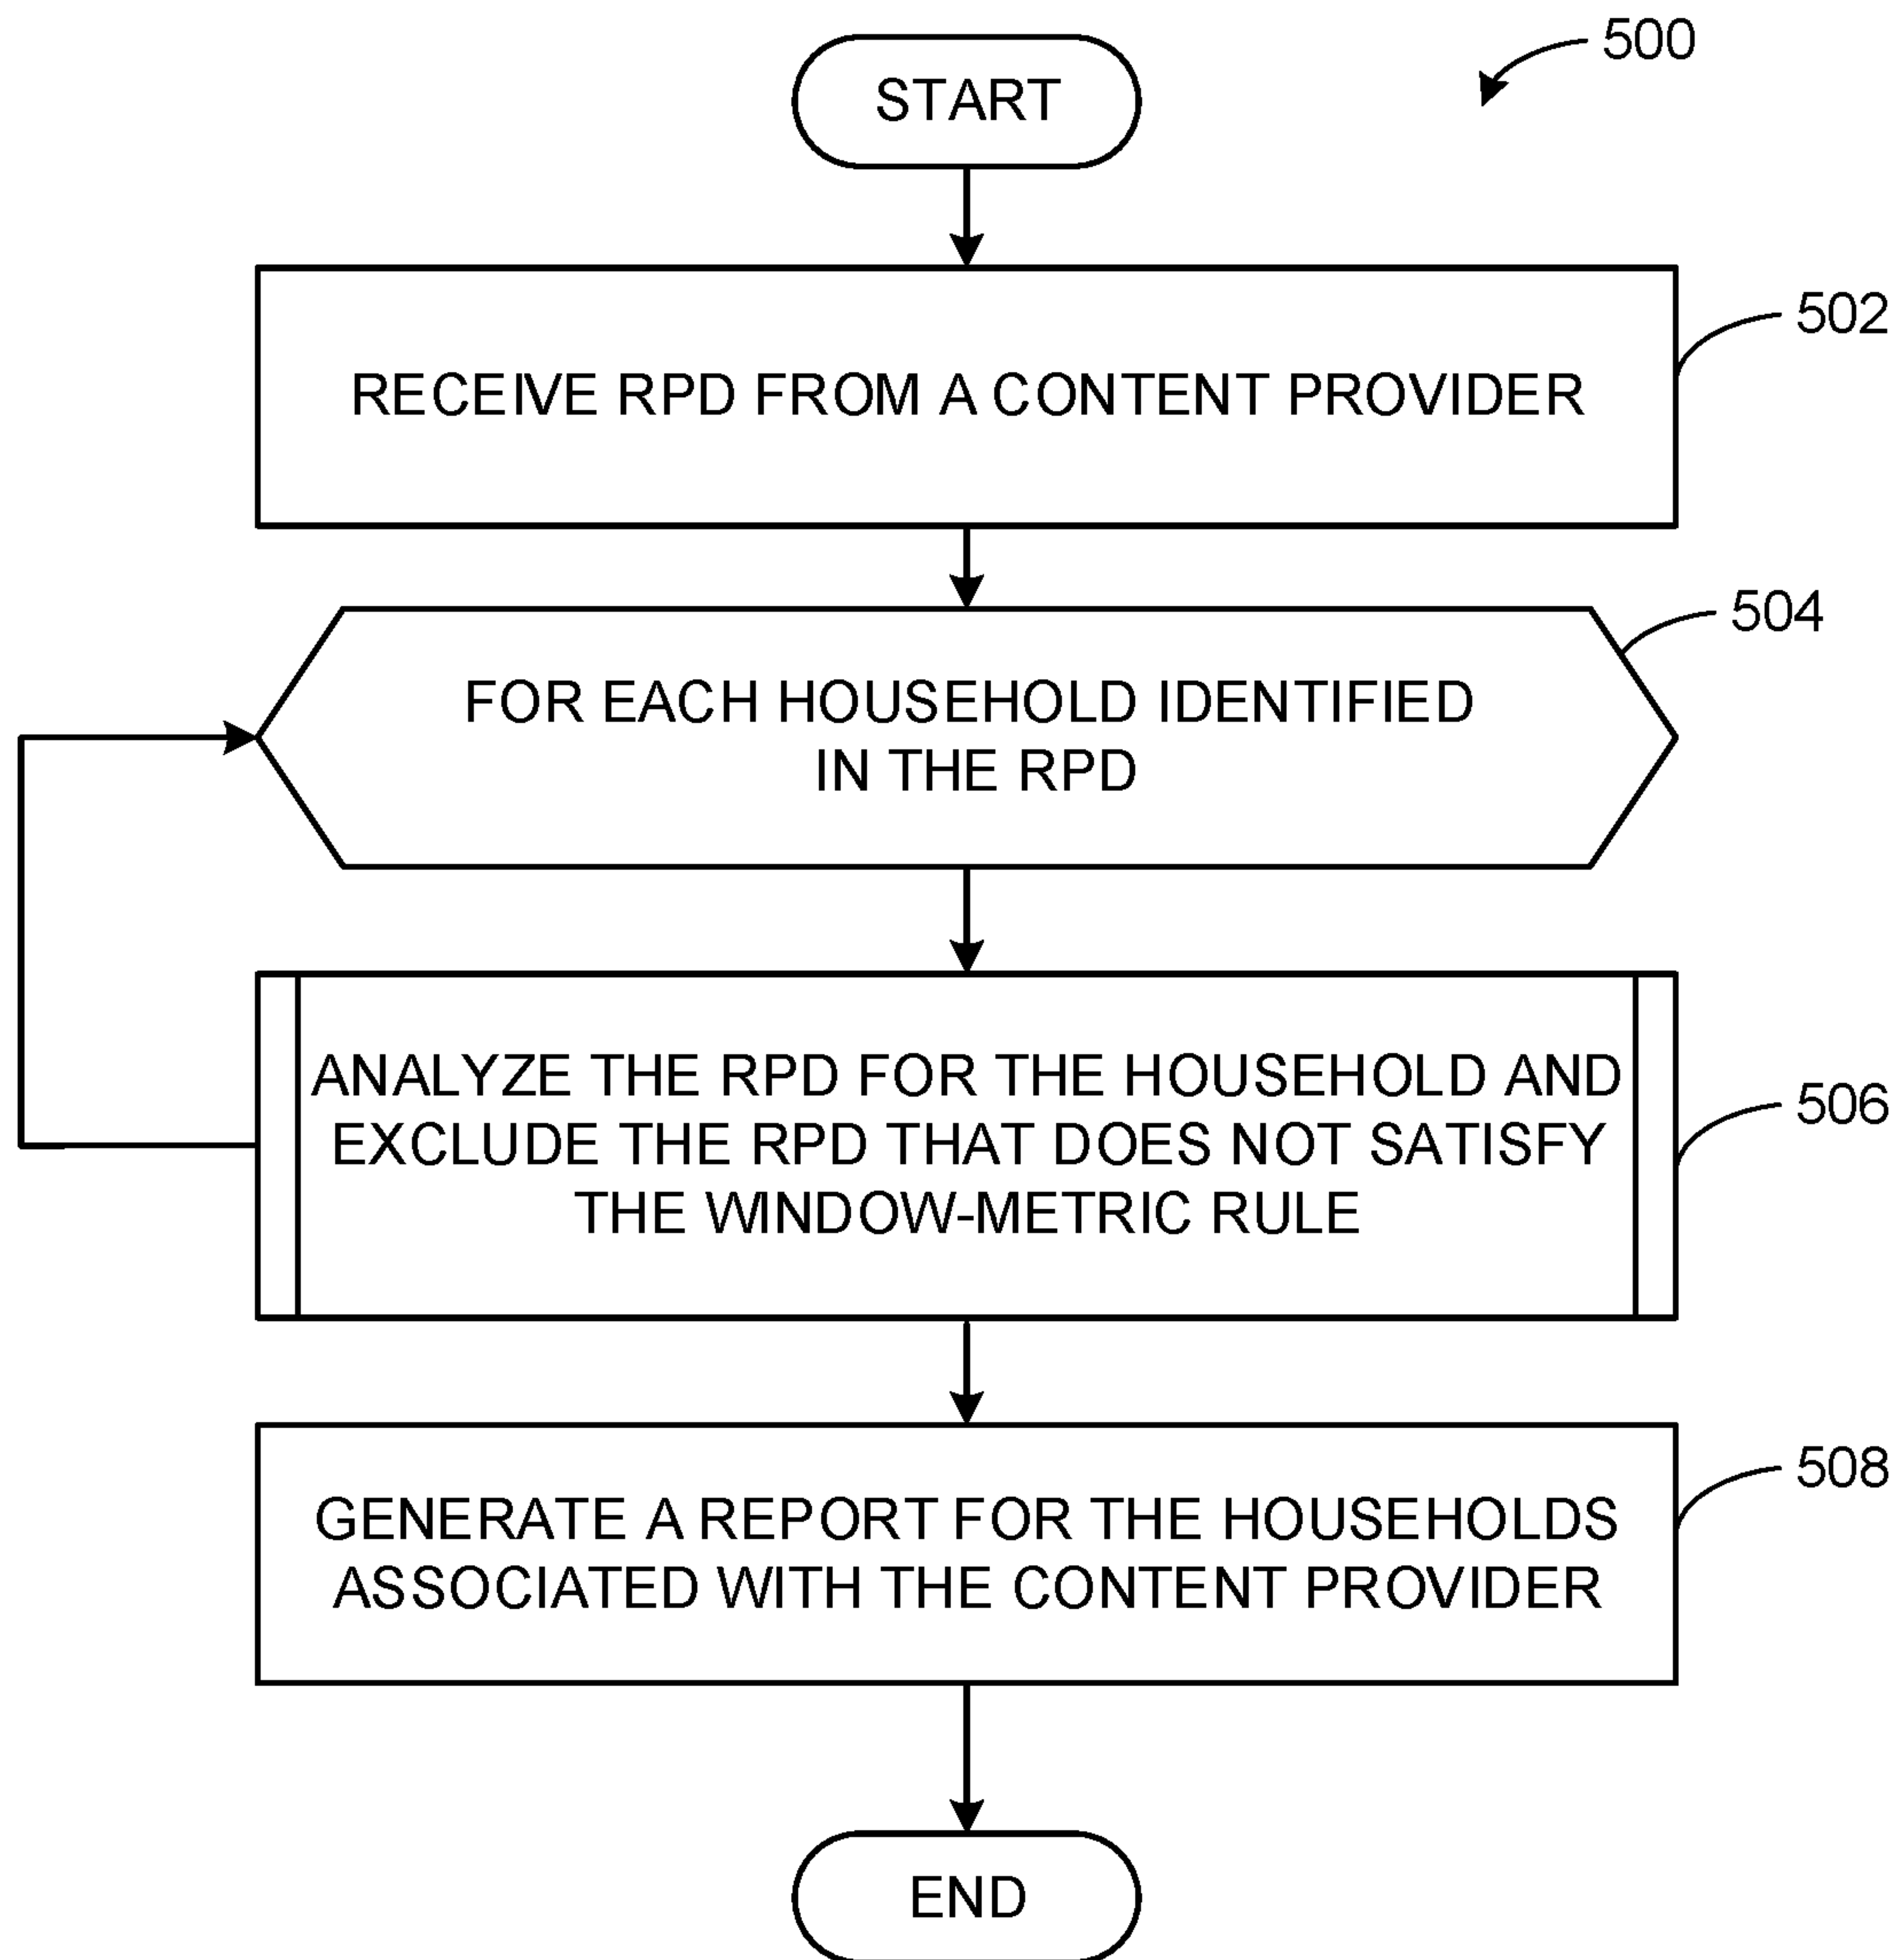 500
START
502
RECEIVE RPD FROM A CONTENT PROVIDER
504
FOR EACH HOUSEHOLD IDENTIFIED
IN THE RPD
ANALYZE THE RPD FOR THE HOUSEHOLD AND
EXCLUDE THE RPD THAT DOES NOT SATISFY
THE WINDOW-METRIC RULE
506
GENERATE A REPORT FOR THE HOUSEHOLDS
ASSOCIATED WITH THE CONTENT PROVIDER
508
END